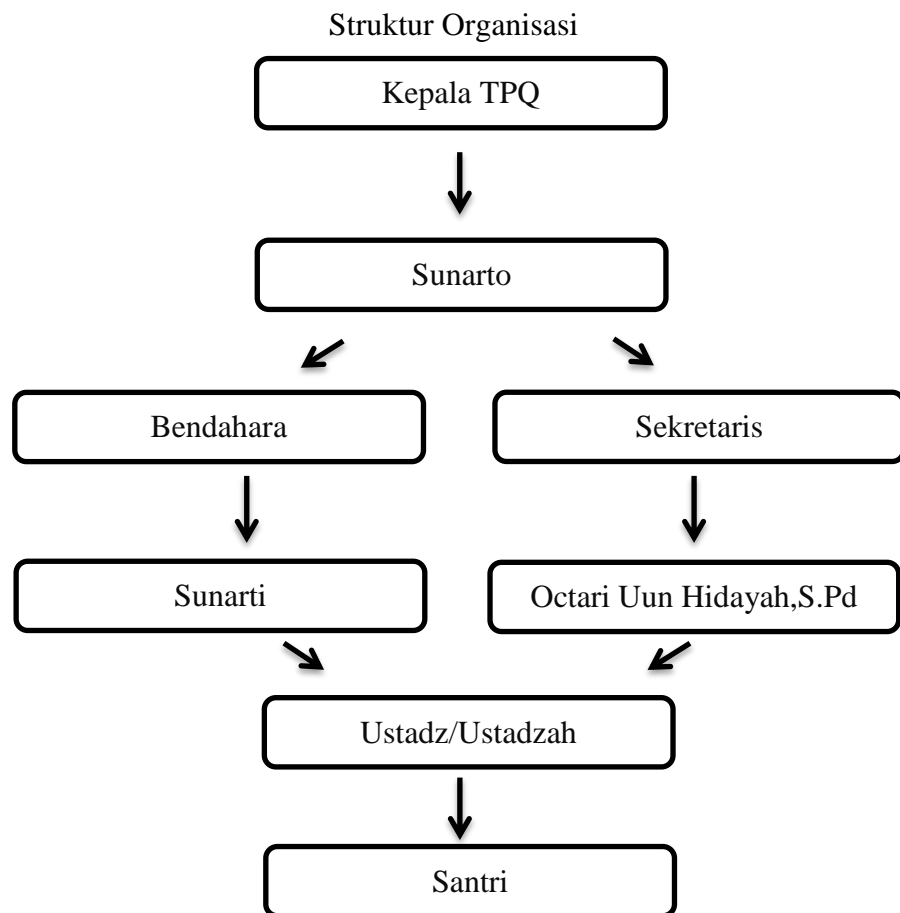 Struktur Organisasi
Kepala TPQ
Sunarto
Bendahara
Sekretaris
Sunarti
Octari Uun Hidayah,S.Pd
Ustadz/Ustadzah
Santri